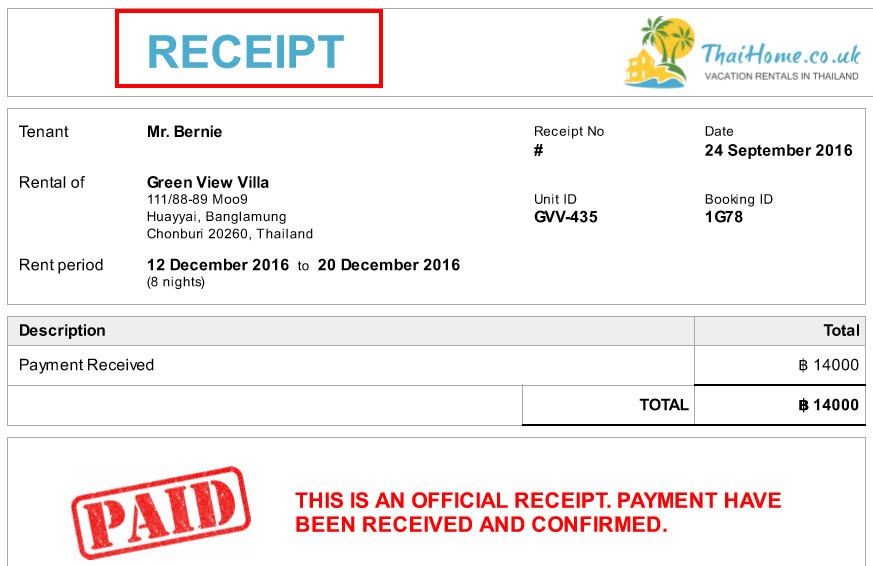 RECEIPT
ThaiHome.co.uk
VACATION RENTALS IN THAILAND
Tenant Mr. Bernie Receipt No Date
# 24 September 2016
Rental of Green View Villa
111/88-89 Moo9 Unit ID Booking ID
Huayyai, Banglamung GVV-435 1G78
Chonburi 20260, Thailand
Rent period 12 December 2016 to 20 December 2016
(8 nights)
Description Total
Payment Received ฿ 14000
TOTAL ฿ 14000
PAID
THIS IS AN OFFICIAL RECEIPT. PAYMENT HAVE
BEEN RECEIVED AND CONFIRMED.